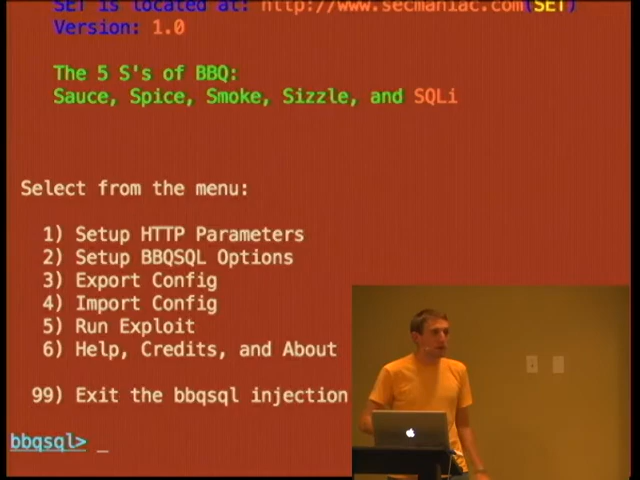 SET is located at: http://www.secmaniac.com(SET)
Version: 1.0
The 5 S's of BBQ:
Sauce, Spice, Smoke, Sizzle, and SQLi
Select from the menu:
1) Setup HTTP Parameters
2) Setup BBQSQL Options
3) Export Config
4) Import Config
5) Run Exploit
6) Help, Credits, and About
99) Exit the bbqsql injection
bbqsql> _